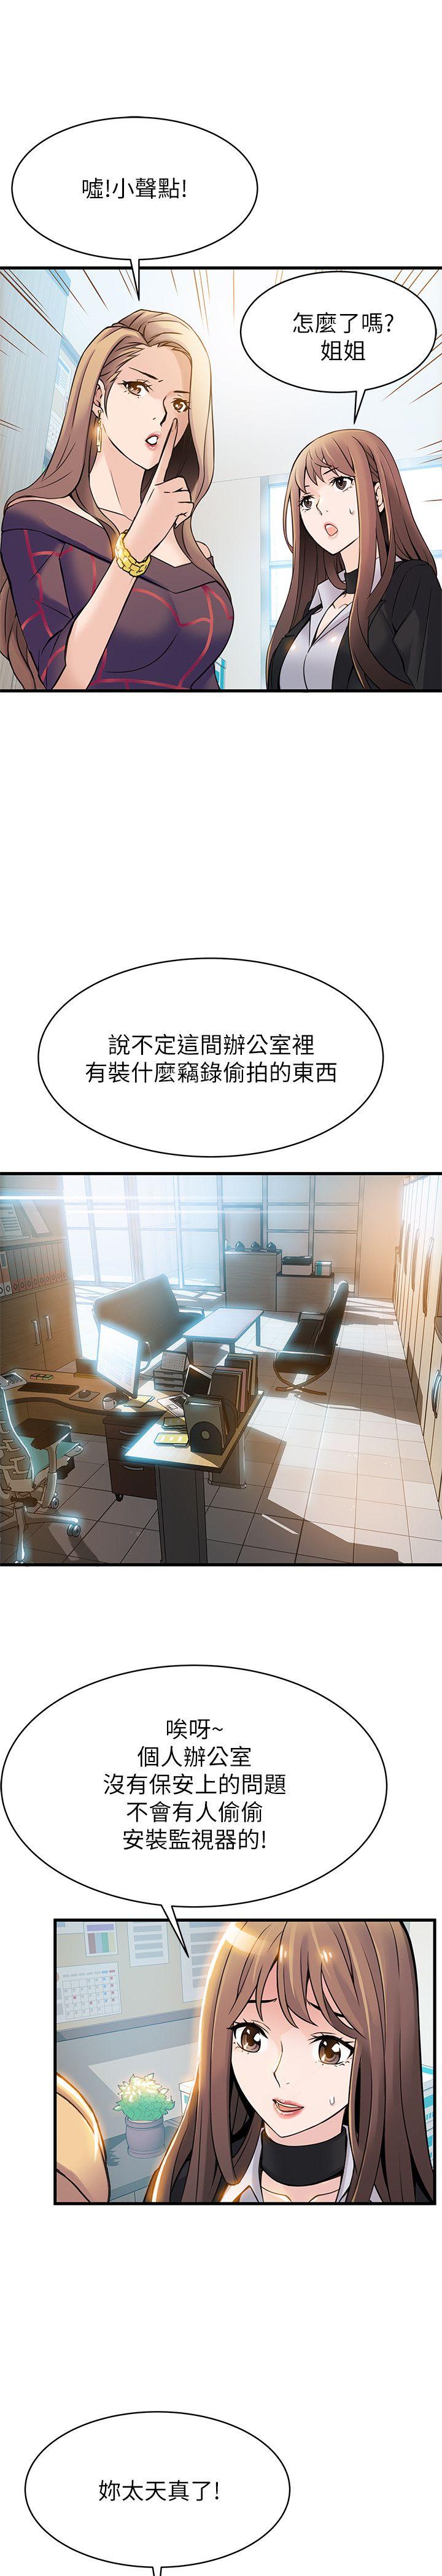 噓!小聲點!
怎麼了嗎?
姐姐
說不定這間辦公室裡
有裝什麼竊錄偷拍的東西
唉呀~
個人辦公室
沒有保安上的問題
不會有人偷偷
安裝監視器的!
妳太天真了!